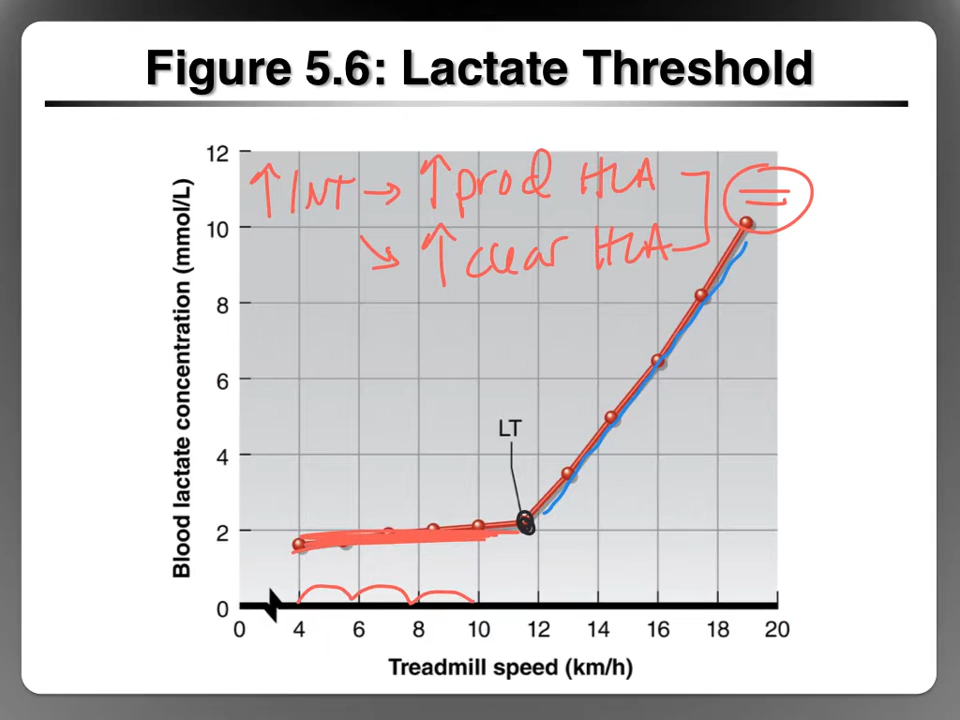 Figure 5.6: Lactate Threshold
12
↑ INT → ↑ prod HLA
=
10
↘ ↑ clear HLA
8
6
LT
4
2
0
0 4 6 8 10 12 14 16 18 20
Blood lactate concentration (mmol/L)
Treadmill speed (km/h)